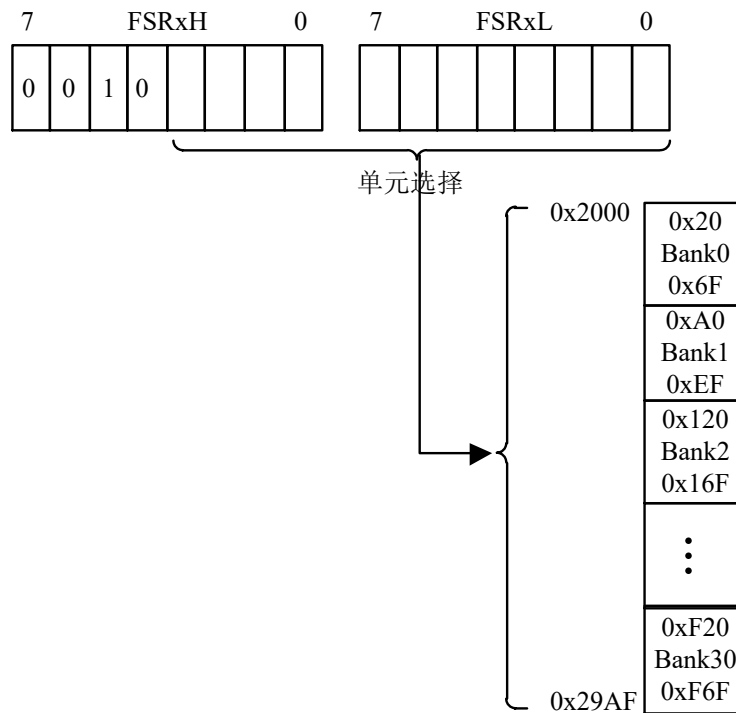 7 FSRxH 0 7 FSRxL 0
0 0 1 0
单元选择
0x2000
0x20
Bank0
0x6F
0xA0
Bank1
0xEF
0x120
Bank2
0x16F
0xF20
Bank30
0xF6F
0x29AF